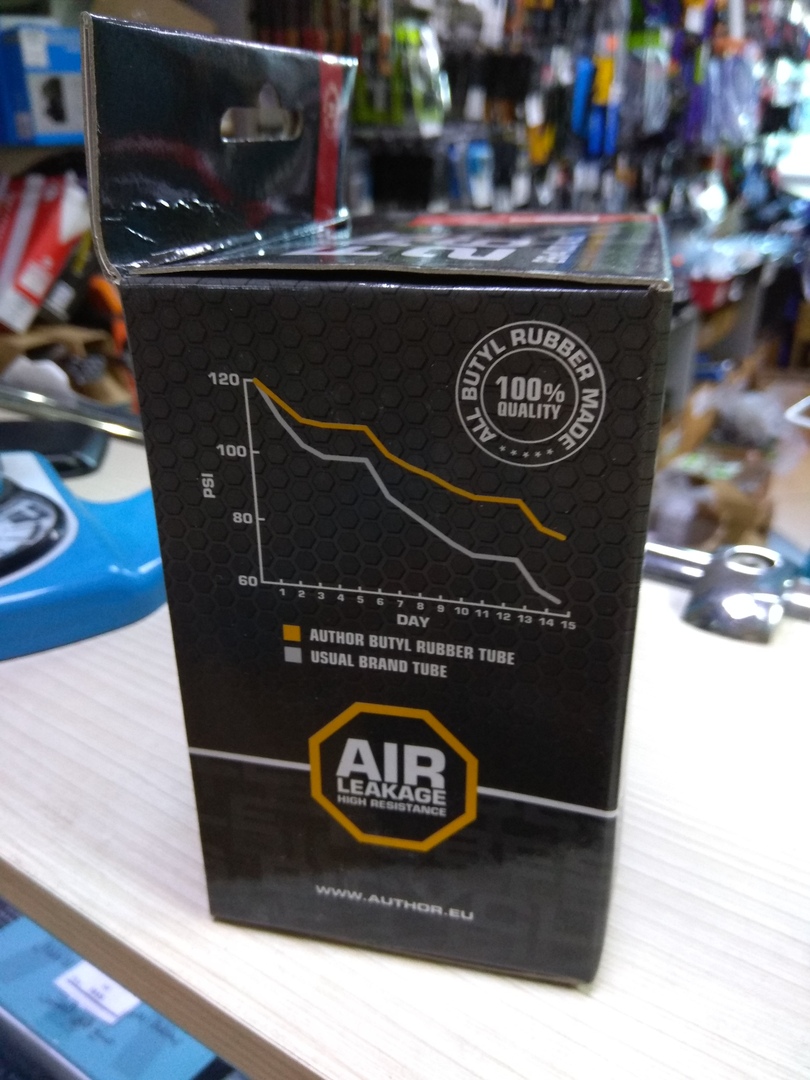 ALL BUTYL RUBBER MADE
100%
QUALITY
120
100
80
60
PSI
1 2 3 4 5 6 7 8 9 10 11 12 13 14 15
DAY
AUTHOR BUTYL RUBBER TUBE
USUAL BRAND TUBE
AIR
LEAKAGE
HIGH RESISTANCE
WWW.AUTHOR.EU